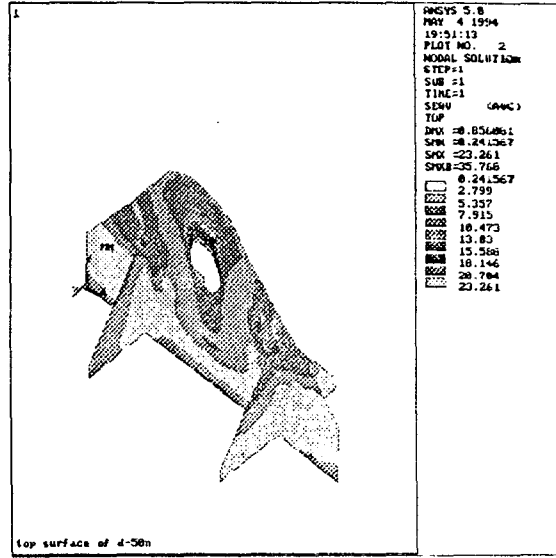 1
ANSYS 5.0
MAY 4 1994
19:51:13
PLOT NO. 2
NODAL SOLUTION
STEP=1
SUB =1
TIME=1
SEQV (AVG)
TOP
DMX =0.856061
SMN =0.241567
SMX =23.261
SMXB=35.766
0.241567
2.799
5.357
7.915
10.473
13.03
15.588
18.146
20.704
23.261
MN
top surface of d-50n